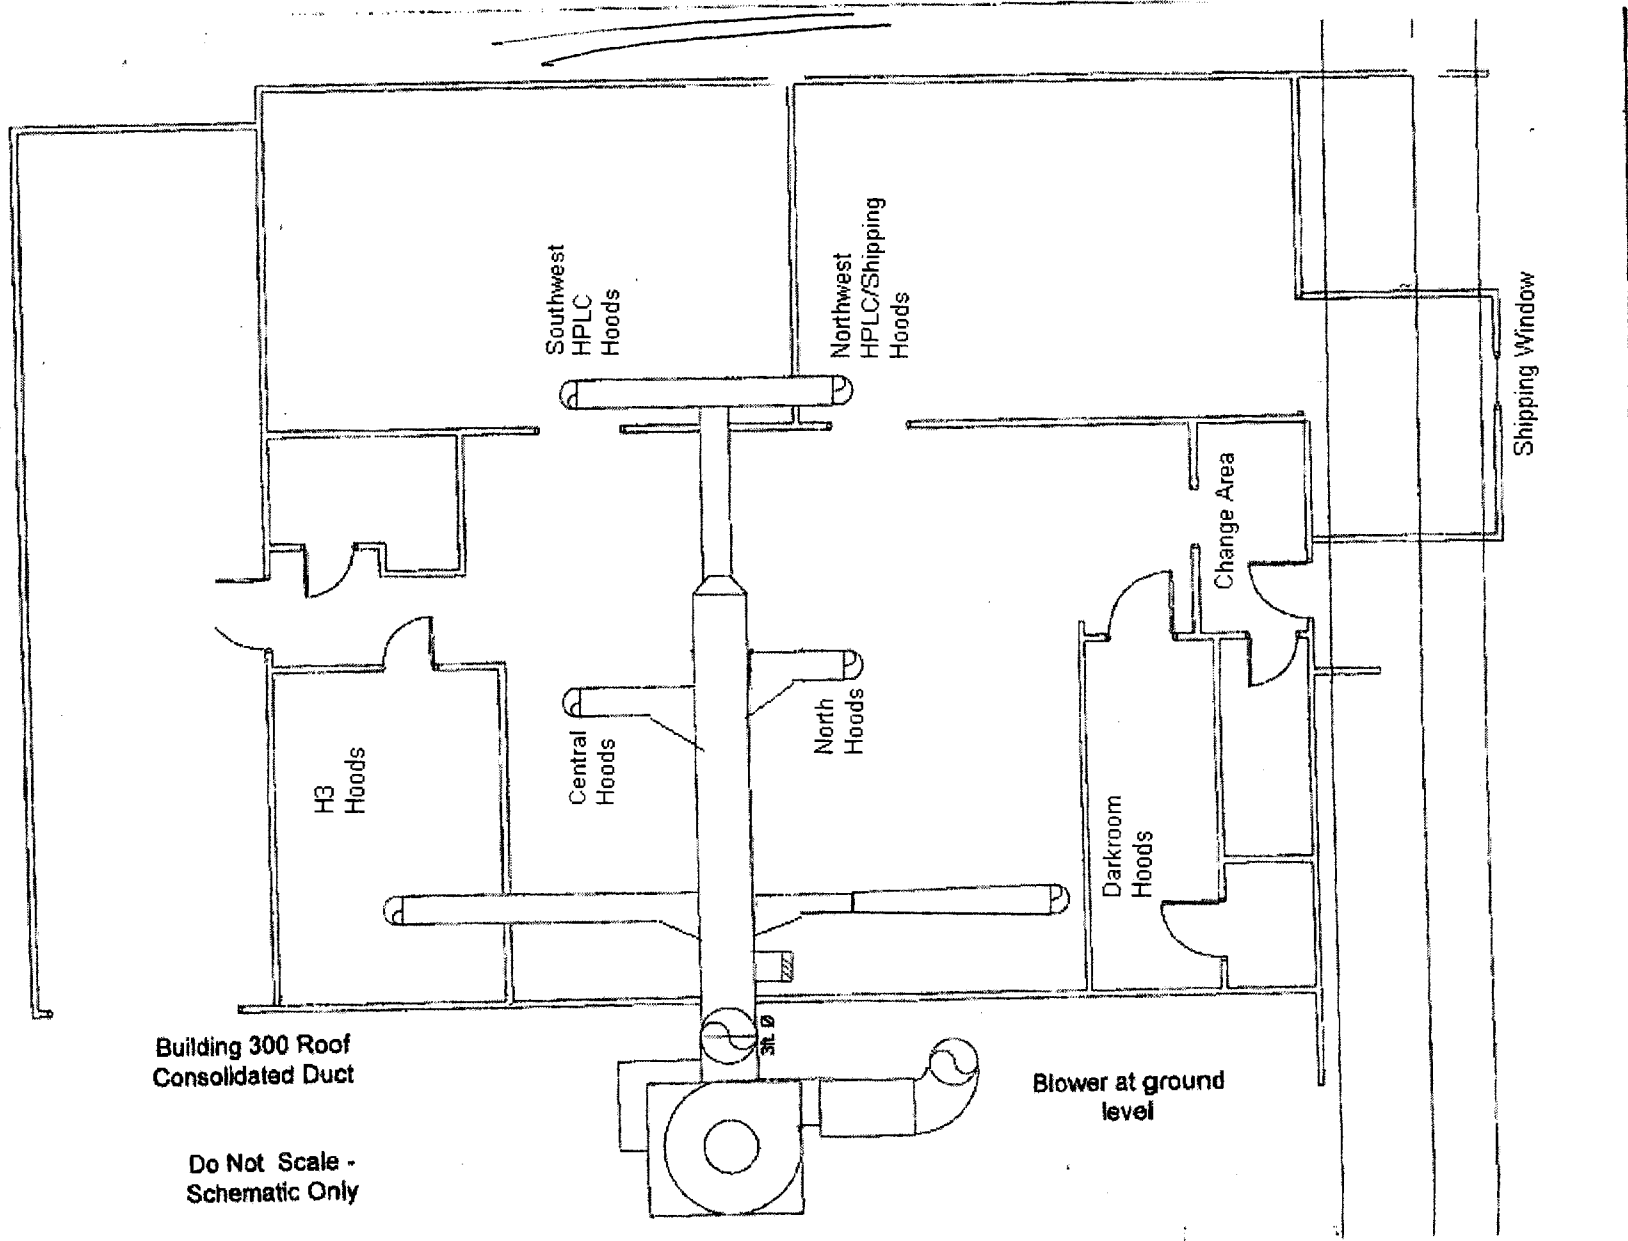 Southwest
HPLC
Hoods
Northwest
HPLC/Shipping
Hoods
Shipping Window
Change Area
H3
Hoods
Central
Hoods
North
Hoods
Darkroom
Hoods
3ft. Ø
Building 300 Roof
Consolidated Duct
Blower at ground
level
Do Not Scale -
Schematic Only